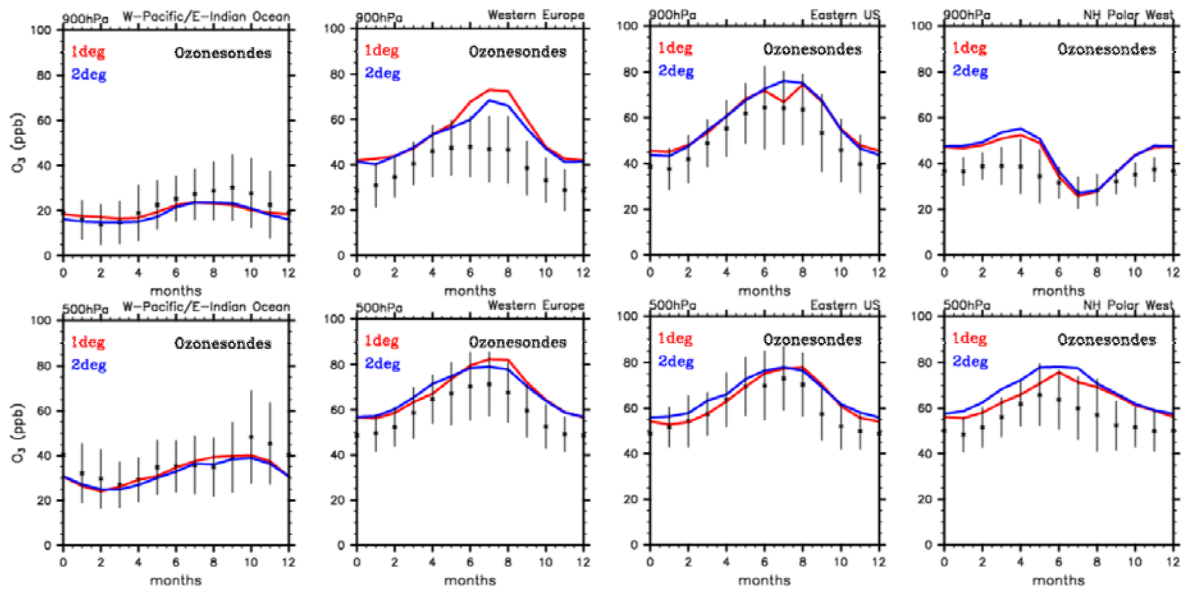 900hPa W-Pacific/E-Indian Ocean
1deg Ozonesondes
2deg
O₃ (ppb)
100
80
60
40
20
0
0 2 4 6 8 10 12
months
900hPa Western Europe
1deg Ozonesondes
2deg
100
80
60
40
20
0
0 2 4 6 8 10 12
months
900hPa Eastern US
1deg Ozonesondes
2deg
100
80
60
40
20
0
0 2 4 6 8 10 12
months
900hPa NH Polar West
1deg Ozonesondes
2deg
100
80
60
40
20
0
0 2 4 6 8 10 12
months
500hPa W-Pacific/E-Indian Ocean
1deg Ozonesondes
2deg
O₃ (ppb)
100
80
60
40
20
0
0 2 4 6 8 10 12
months
500hPa Western Europe
1deg Ozonesondes
2deg
100
80
60
40
20
0
0 2 4 6 8 10 12
months
500hPa Eastern US
1deg Ozonesondes
2deg
100
80
60
40
20
0
0 2 4 6 8 10 12
months
500hPa NH Polar West
1deg Ozonesondes
2deg
100
80
60
40
20
0
0 2 4 6 8 10 12
months